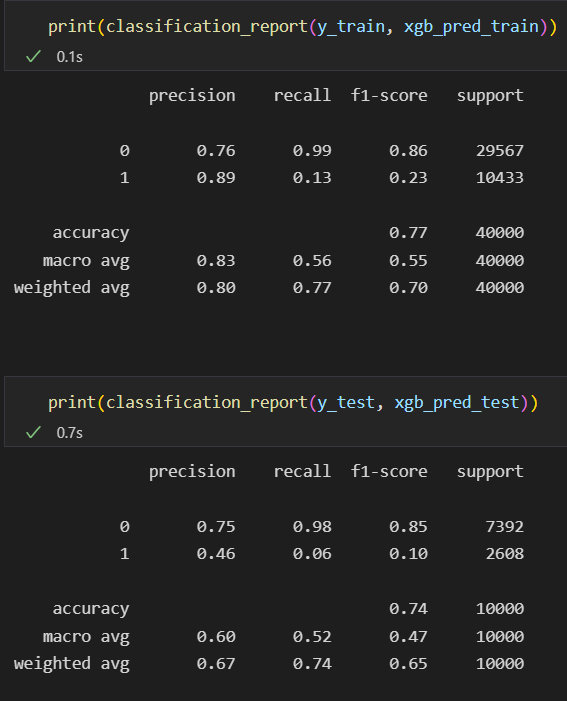 print(classification_report(y_train, xgb_pred_train))
0.1s
precision recall f1-score support
0 0.76 0.99 0.86 29567
1 0.89 0.13 0.23 10433
accuracy 0.77 40000
macro avg 0.83 0.56 0.55 40000
weighted avg 0.80 0.77 0.70 40000
print(classification_report(y_test, xgb_pred_test))
0.7s
precision recall f1-score support
0 0.75 0.98 0.85 7392
1 0.46 0.06 0.10 2608
accuracy 0.74 10000
macro avg 0.60 0.52 0.47 10000
weighted avg 0.67 0.74 0.65 10000